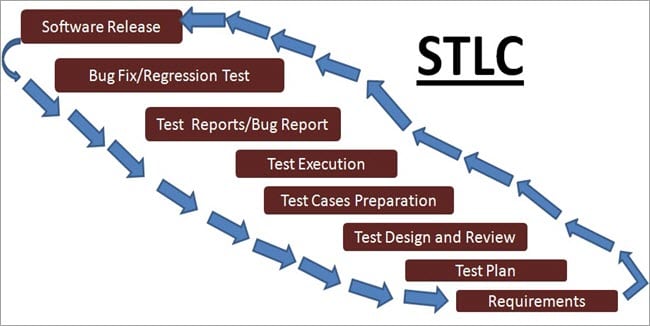 Software Release
STLC
Bug Fix/Regression Test
Test Reports/Bug Report
Test Execution
Test Cases Preparation
Test Design and Review
Test Plan
Requirements